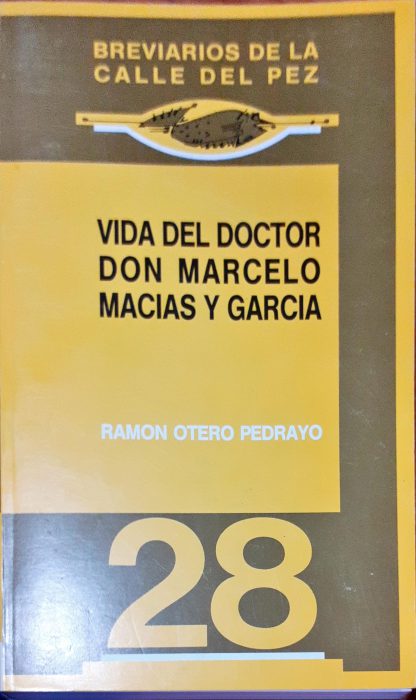 BREVIARIOS DE LA
CALLE DEL PEZ
VIDA DEL DOCTOR
DON MARCELO
MACIAS Y GARCIA
RAMON OTERO PEDRAYO
28